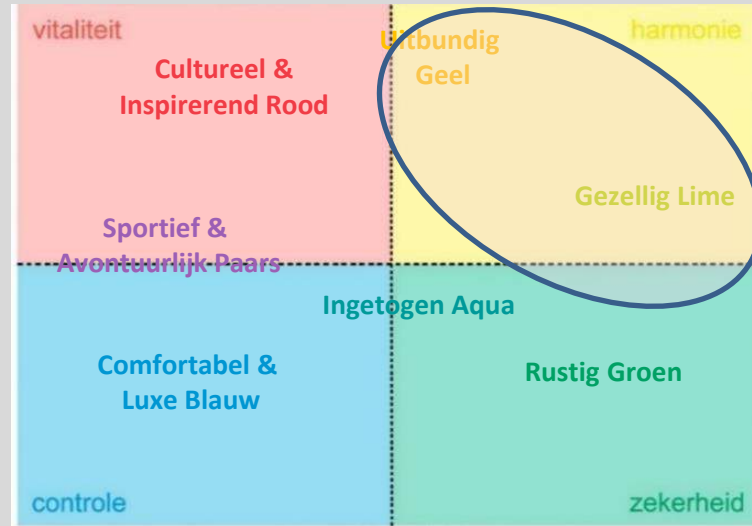 vitaliteit
harmonie
Uitbundig
Geel
Cultureel &
Inspirerend Rood
Gezellig Lime
Sportief &
Avontuurlijk Paars
Ingetogen Aqua
Comfortabel &
Luxe Blauw
Rustig Groen
controle
zekerheid